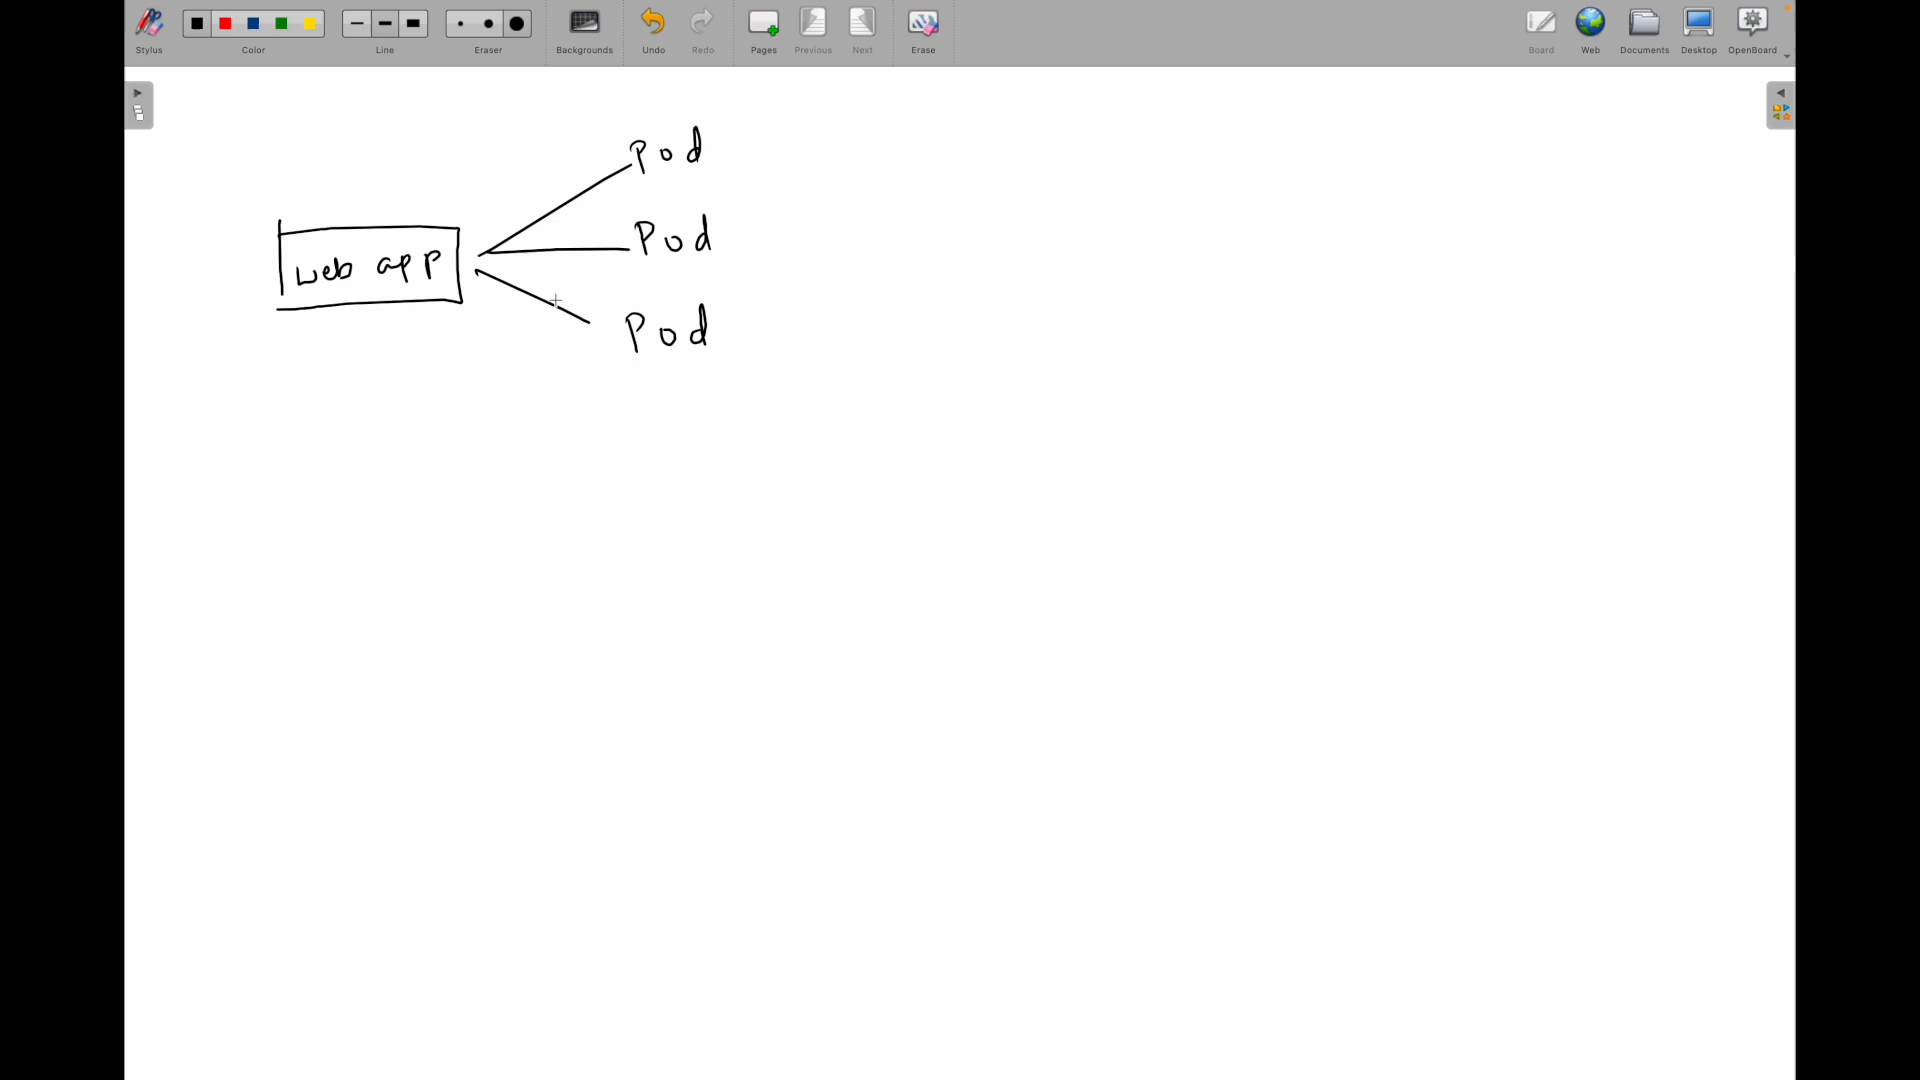 Stylus
Color
Line
Eraser
Backgrounds
Undo
Redo
Pages
Previous
Next
Erase
Board
Web
Documents
Desktop
OpenBoard
Pod
Pod
web app
Pod